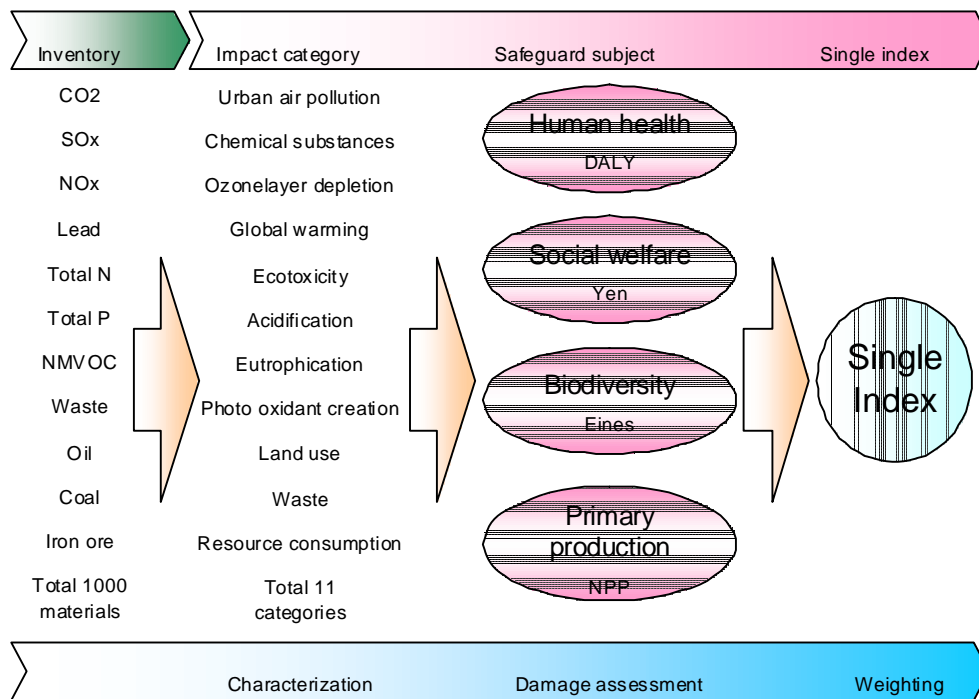 Inventory
Impact category
Safeguard subject
Single index
CO2
SOx
NOx
Lead
Total N
Total P
NMVOC
Waste
Oil
Coal
Iron ore
Total 1000
materials
Urban air pollution
Chemical substances
Ozonelayer depletion
Global warming
Ecotoxicity
Acidification
Eutrophication
Photo oxidant creation
Land use
Waste
Resource consumption
Total 11
categories
Human health
DALY
Social welfare
Yen
Biodiversity
Eines
Primary
production
NPP
Single
Index
Characterization
Damage assessment
Weighting